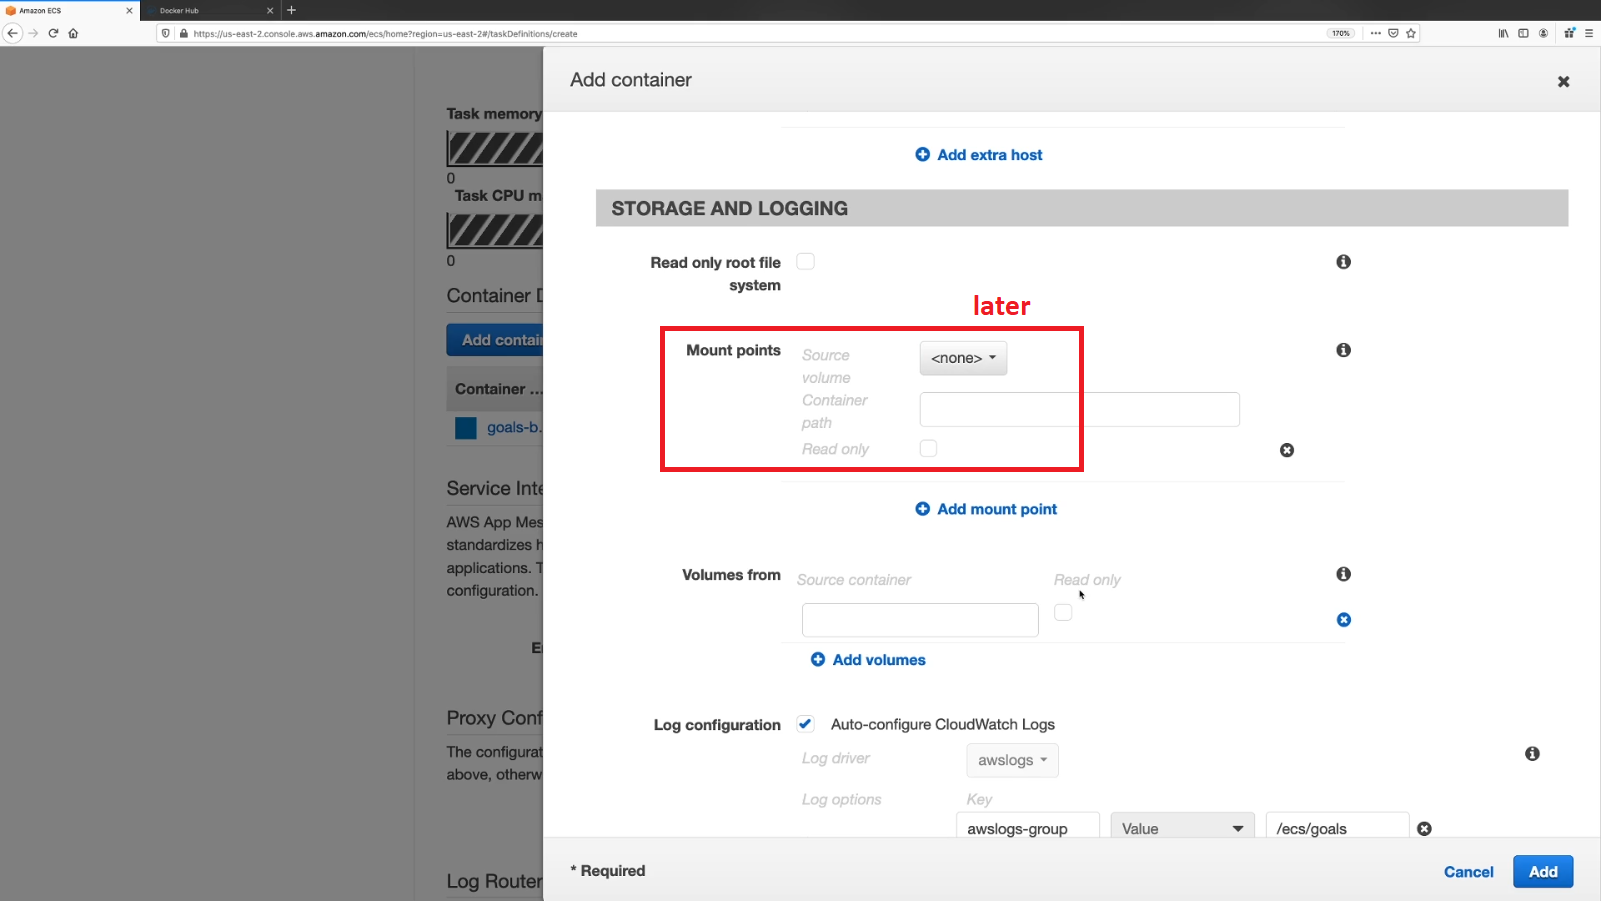 Amazon ECS
Docker Hub
https://us-east-2.console.aws.amazon.com/ecs/home?region=us-east-2#/taskDefinitions/create
170%
Add container
Task memory
0
Task CPU m
0
Container D
Add contai
Container ...
goals-b.
Service Inte
AWS App Mes
standardizes h
applications. T
configuration.
E
Proxy Conf
The configurat
above, otherw
Log Router
Add extra host
STORAGE AND LOGGING
Read only root file
system
later
Mount points
Source
volume
<none>
Container
path
Read only
Add mount point
Volumes from
Source container
Read only
Add volumes
Log configuration
Auto-configure CloudWatch Logs
Log driver
awslogs
Log options
Key
awslogs-group
Value
/ecs/goals
* Required
Cancel
Add